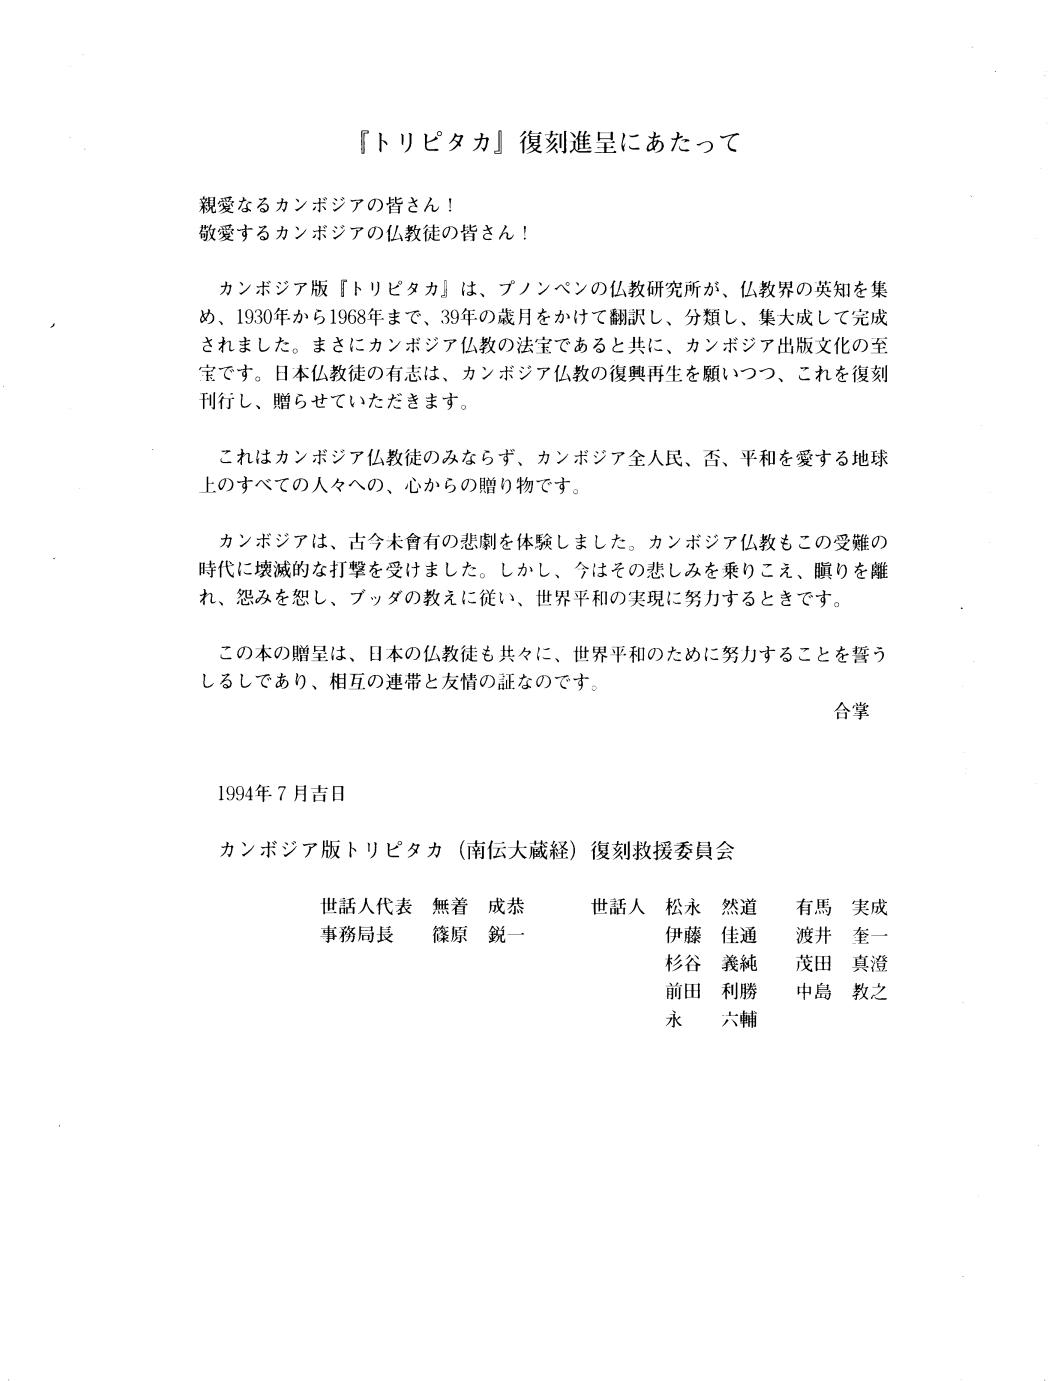 『トリピタカ』復刻進呈にあたって
親愛なるカンボジアの皆さん！
敬愛するカンボジアの仏教徒の皆さん！
カンボジア版『トリピタカ』は、プノンペンの仏教研究所が、仏教界の英知を集
め、1930年から1968年まで、39年の歳月をかけて翻訳し、分類し、集大成して完成
されました。まさにカンボジア仏教の法宝であると共に、カンボジア出版文化の至
宝です。日本仏教徒の有志は、カンボジア仏教の復興再生を願いつつ、これを復刻
刊行し、贈らせていただきます。
これはカンボジア仏教徒のみならず、カンボジア全人民、否、平和を愛する地球
上のすべての人々への、心からの贈り物です。
カンボジアは、古今未曾有の悲劇を体験しました。カンボジア仏教もこの受難の
時代に壊滅的な打撃を受けました。しかし、今はその悲しみを乗りこえ、瞋りを離
れ、怨みを恕し、ブッダの教えに従い、世界平和の実現に努力するときです。
この本の贈呈は、日本の仏教徒も共々に、世界平和のために努力することを誓う
しるしであり、相互の連帯と友情の証なのです。
合掌
1994年７月吉日
カンボジア版トリピタカ（南伝大蔵経）復刻救援委員会
世話人代表　無着　成恭　世話人　松永　然道　有馬　実成
事務局長　篠原　鋭一　伊藤　佳通　渡井　奎一
杉谷　義純　茂田　真澄
前田　利勝　中島　教之
永　六輔